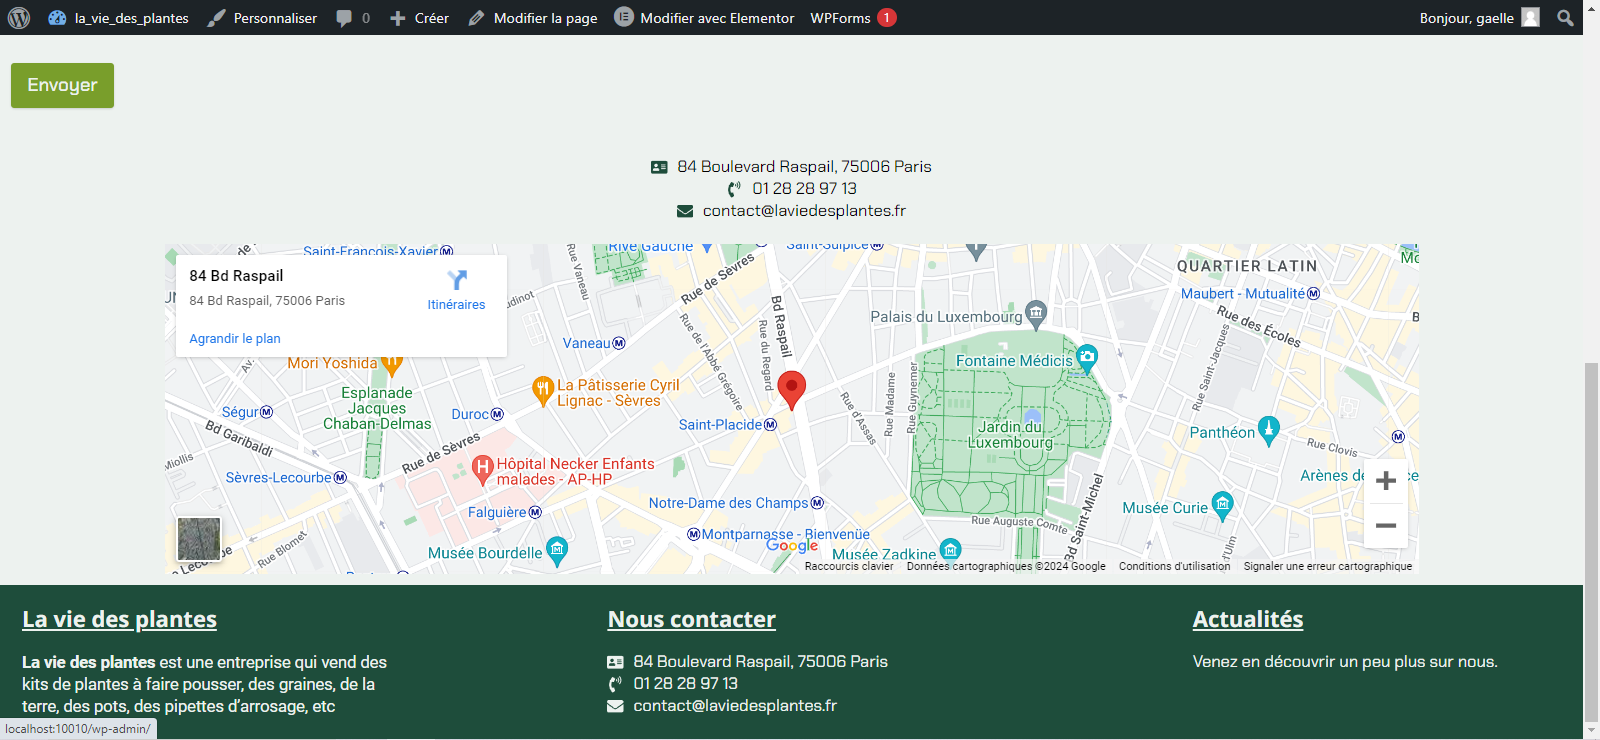 la_vie_des_plantes Personnaliser 0 Créer Modifier la page Modifier avec Elementor WPForms 1 Bonjour, gaelle
Envoyer
84 Boulevard Raspail, 75006 Paris
01 28 28 97 13
contact@laviedesplantes.fr
84 Bd Raspail
84 Bd Raspail, 75006 Paris
Itinéraires
Agrandir le plan
Saint-François-Xavier
Rive Gauche
Saint-Sulpice
QUARTIER LATIN
Maubert - Mutualité
Rue des Écoles
Rue Vaneau
Rue de Sèvres
Bd Raspail
Rue du Regard
Rue de l'Abbé Grégoire
Palais du Luxembourg
Vaneau
Fontaine Médicis
Rue Saint-Jacques
Mori Yoshida
La Pâtisserie Cyril
Lignac - Sèvres
Esplanade
Jacques
Chaban-Delmas
Ségur
Duroc
Saint-Placide
Rue d'Assas
Rue Madame
Rue Guynemer
Jardin du
Luxembourg
Panthéon
Rue Clovis
Bd Garibaldi
Miollis
Rue de Sèvres
Hôpital Necker Enfants
malades - AP-HP
Sèvres-Lecourbe
Arènes de
Notre-Dame des Champs
Musée Curie
Bd Saint-Michel
Falguière
Rue Auguste Comte
Montparnasse - Bienvenüe
Rue Blomet
Musée Bourdelle
Google
Musée Zadkine
Raccourcis clavier Données cartographiques ©2024 Google Conditions d'utilisation Signaler une erreur cartographique
La vie des plantes
La vie des plantes est une entreprise qui vend des
kits de plantes à faire pousser, des graines, de la
terre, des pots, des pipettes d'arrosage, etc
Nous contacter
84 Boulevard Raspail, 75006 Paris
01 28 28 97 13
contact@laviedesplantes.fr
Actualités
Venez en découvrir un peu plus sur nous.
localhost:10010/wp-admin/